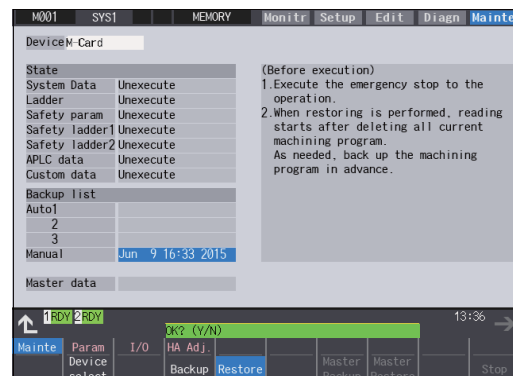 M001 SYS1 MEMORY Monitr Setup Edit Diagn Mainte
Device M-Card
State
System Data Unexecute
Ladder Unexecute
Safety param Unexecute
Safety ladder1 Unexecute
Safety ladder2 Unexecute
APLC data Unexecute
Custom data Unexecute
Backup list
Auto1
2
3
Manual Jun 9 16:33 2015
Master data
(Before execution)
1.Execute the emergency stop to the
operation.
2.When restoring is performed, reading
starts after deleting all current
machining program.
As needed, back up the machining
program in advance.
1RDY 2RDY 13:36
OK? (Y/N)
Mainte Param I/O HA Adj.
Device select Backup Restore Master Backup Master Restore Stop